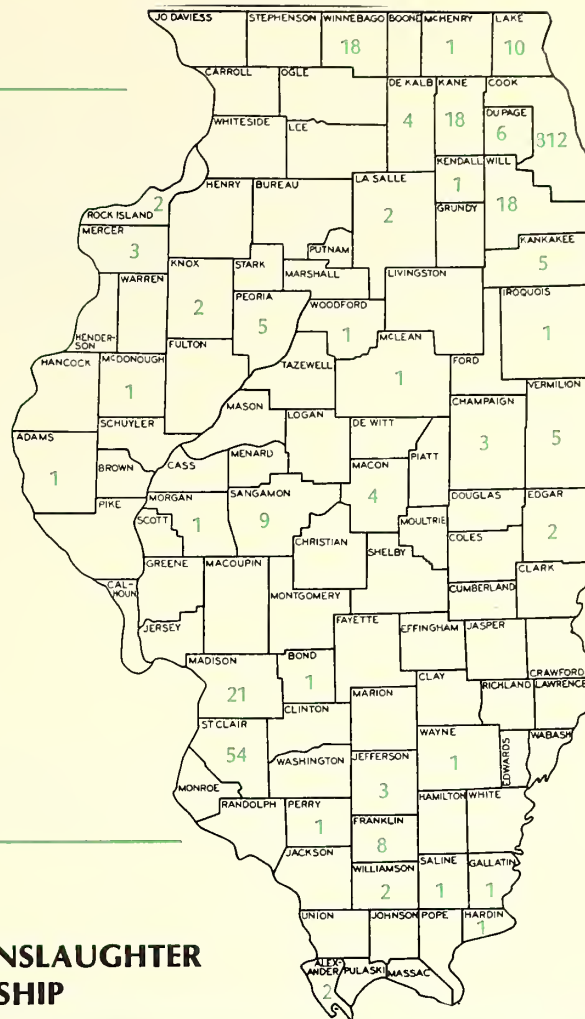 JO DAVIESS STEPHENSON WINNEBAGO BOONE MCHENRY LAKE
18 1 10
CARROLL OGLE DE KALB KANE COOK
DU PAGE
4 18 6 812
WHITESIDE LEE
KENDALL WILL
1 18
HENRY BUREAU LA SALLE GRUNDY
2
ROCK ISLAND 2
MERCER PUTNAM KANKAKEE
3 5
KNOX STARK MARSHALL LIVINGSTON
WARREN PEORIA WOODFORD IROQUOIS
2 5 1 1
HENDER-
SON
HANCOCK MCDONOUGH FULTON TAZEWELL MCLEAN FORD
1 1
VERMILION
CHAMPAIGN
3 5
MASON LOGAN DE WITT
SCHUYLER
ADAMS MENARD PIATT
1
BROWN CASS MACON
4
PIKE MORGAN SANGAMON DOUGLAS EDGAR
SCOTT 1 9 MOULTRIE 2
CHRISTIAN SHELBY COLES
GREENE MACOUPIN CLARK
CAL-
HOUN
MONTGOMERY CUMBERLAND
JERSEY FAYETTE EFFINGHAM JASPER
MADISON BOND CRAWFORD
21 1
CLAY RICHLAND LAWRENCE
CLINTON MARION
ST CLAIR WAYNE WABASH
54 1
EDWARDS
WASHINGTON JEFFERSON
3
MONROE HAMILTON WHITE
RANDOLPH PERRY
1
FRANKLIN
8
JACKSON SALINE GALLATIN
WILLIAMSON
2 1 1
UNION JOHNSON POPE HARDIN
1
ALEX-
ANDER PULASKI MASSAC
2
NSLAUGHTER
SHIP